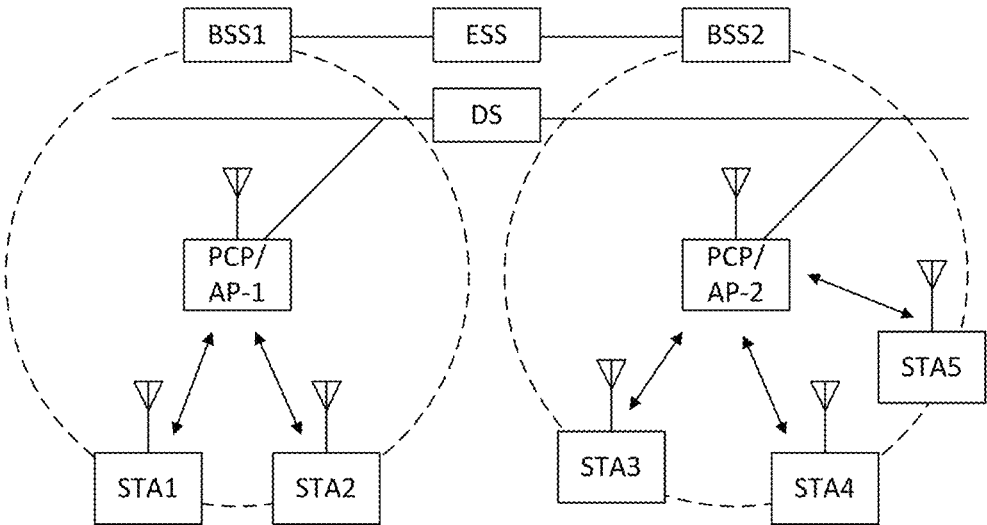 BSS1
ESS
BSS2
DS
PCP/
AP-1
PCP/
AP-2
STA5
STA3
STA1
STA2
STA4